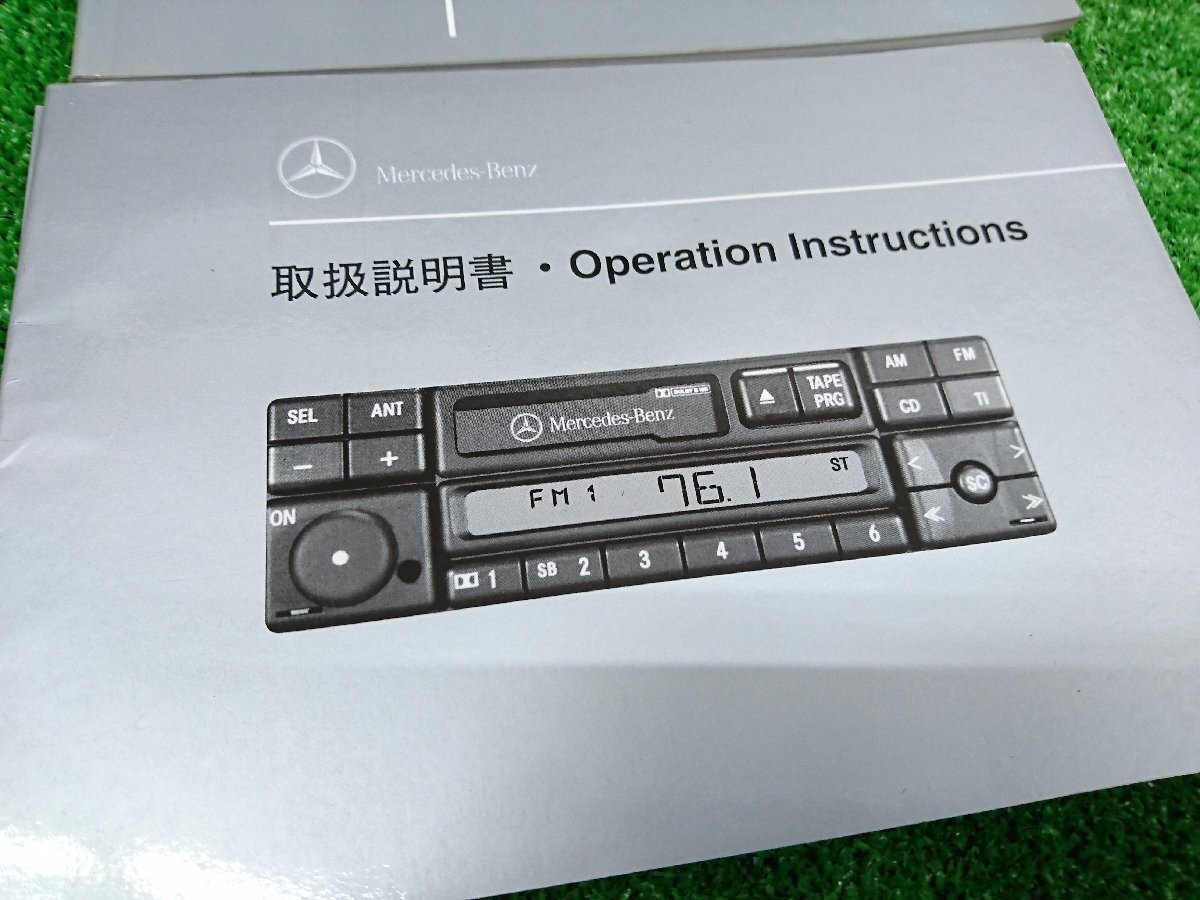 Mercedes-Benz
取扱説明書・Operation Instructions
SEL ANT
Mercedes-Benz
TAPE
PRG
AM FM
CD TI
− +
ON
FM 1 76.1 ST
< >
SC
≪ ≫
1 SB 2 3 4 5 6